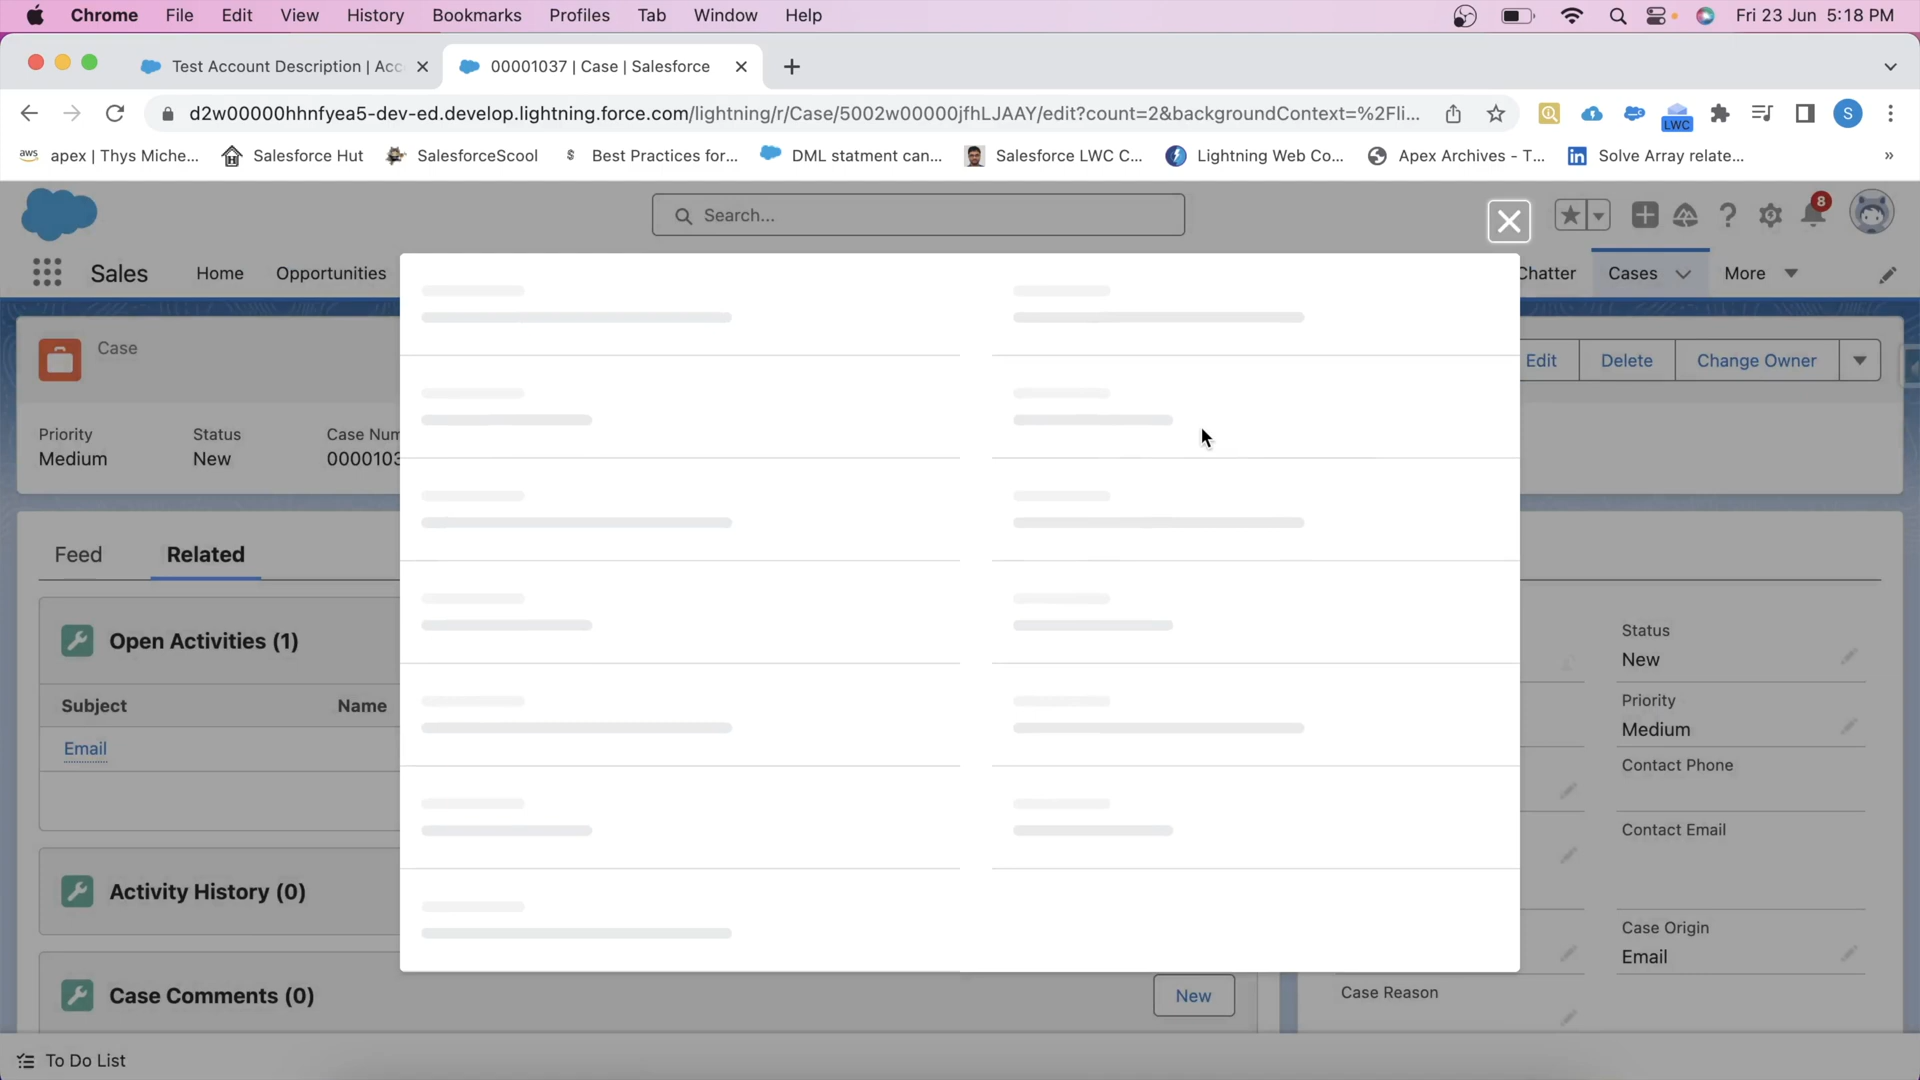 Chrome File Edit View History Bookmarks Profiles Tab Window Help Fri 23 Jun 5:18 PM
Test Account Description | Acc 00001037 | Case | Salesforce
d2w00000hhnfyea5-dev-ed.develop.lightning.force.com/lightning/r/Case/5002w00000jfhLJAAY/edit?count=2&backgroundContext=%2Fli... LWC S
aws apex | Thys Miche... Salesforce Hut SalesforceScool $ Best Practices for... DML statment can... Salesforce LWC C... Lightning Web Co... Apex Archives - T... in Solve Array relate... »
Search... 8
Sales Home Opportunities Chatter Cases More
Case Edit Delete Change Owner
Priority Status Case Num
Medium New 0000103
Feed Related
Open Activities (1) Status
New
Subject Name Priority
Medium
Email Contact Phone
Contact Email
Activity History (0)
Case Origin
Email
Case Comments (0) New Case Reason
To Do List